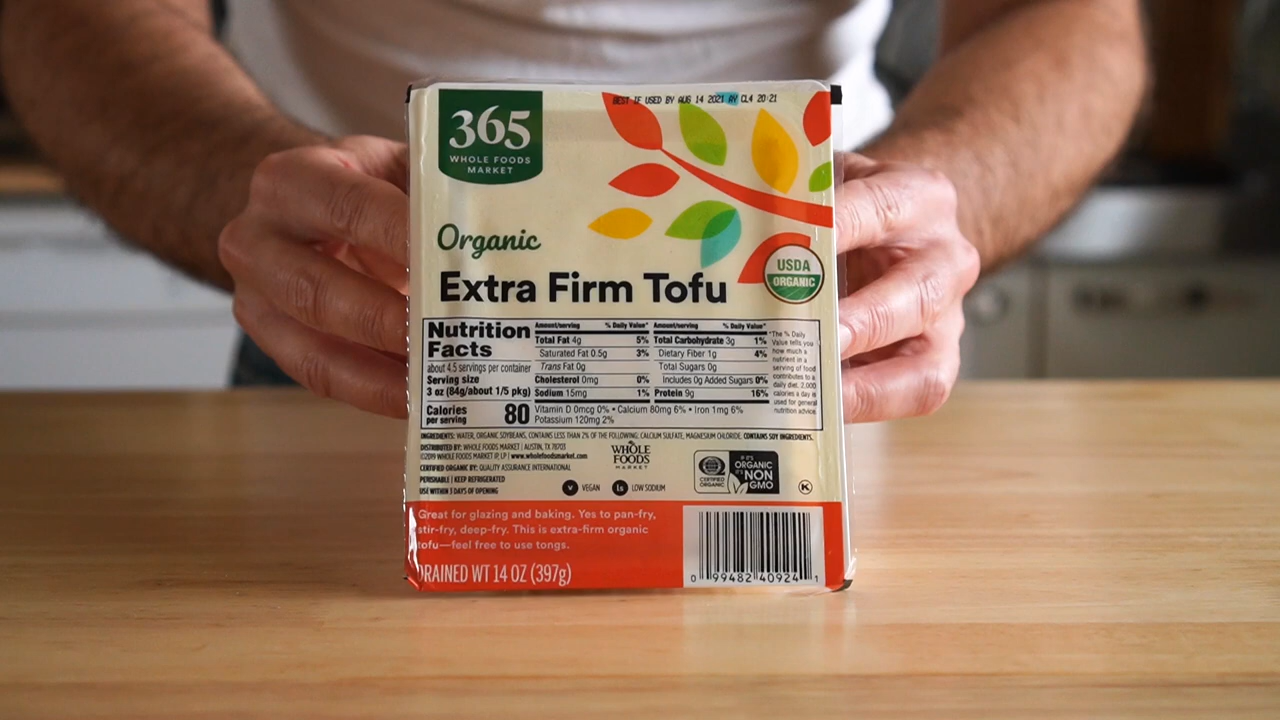 BEST IF USED BY AUG 14 2021 AY CL4 20:21
365
WHOLE FOODS
MARKET
Organic
Extra Firm Tofu
USDA
ORGANIC
Nutrition
Facts
about 4.5 servings per container
Serving size
3 oz (84g/about 1/5 pkg)
Calories
per serving 80
Amount/serving % Daily Value*
Total Fat 4g 5%
Saturated Fat 0.5g 3%
Trans Fat 0g
Cholesterol 0mg 0%
Sodium 15mg 1%
Amount/serving % Daily Value*
Total Carbohydrate 3g 1%
Dietary Fiber 1g 4%
Total Sugars 0g
Includes 0g Added Sugars 0%
Protein 9g 16%
Vitamin D 0mcg 0% • Calcium 80mg 6% • Iron 1mg 6%
Potassium 120mg 2%
*The % Daily
Value tells you
how much a
nutrient in a
serving of food
contributes to a
daily diet. 2,000
calories a day is
used for general
nutrition advice.
INGREDIENTS: WATER, ORGANIC SOYBEANS, CONTAINS LESS THAN 2% OF THE FOLLOWING: CALCIUM SULFATE, MAGNESIUM CHLORIDE. CONTAINS SOY INGREDIENTS.
DISTRIBUTED BY: WHOLE FOODS MARKET | AUSTIN, TX 78703
©2019 WHOLE FOODS MARKET IP, LP | www.wholefoodsmarket.com
CERTIFIED ORGANIC BY: QUALITY ASSURANCE INTERNATIONAL
PERISHABLE | KEEP REFRIGERATED
USE WITHIN 3 DAYS OF OPENING
WHOLE
FOODS
MARKET
V VEGAN
ls LOW SODIUM
CERTIFIED
ORGANIC
IF IT'S
ORGANIC
IT'S NON
GMO
K
Great for glazing and baking. Yes to pan-fry,
stir-fry, deep-fry. This is extra-firm organic
tofu—feel free to use tongs.
DRAINED WT 14 OZ (397g)
0 99482 40924 1